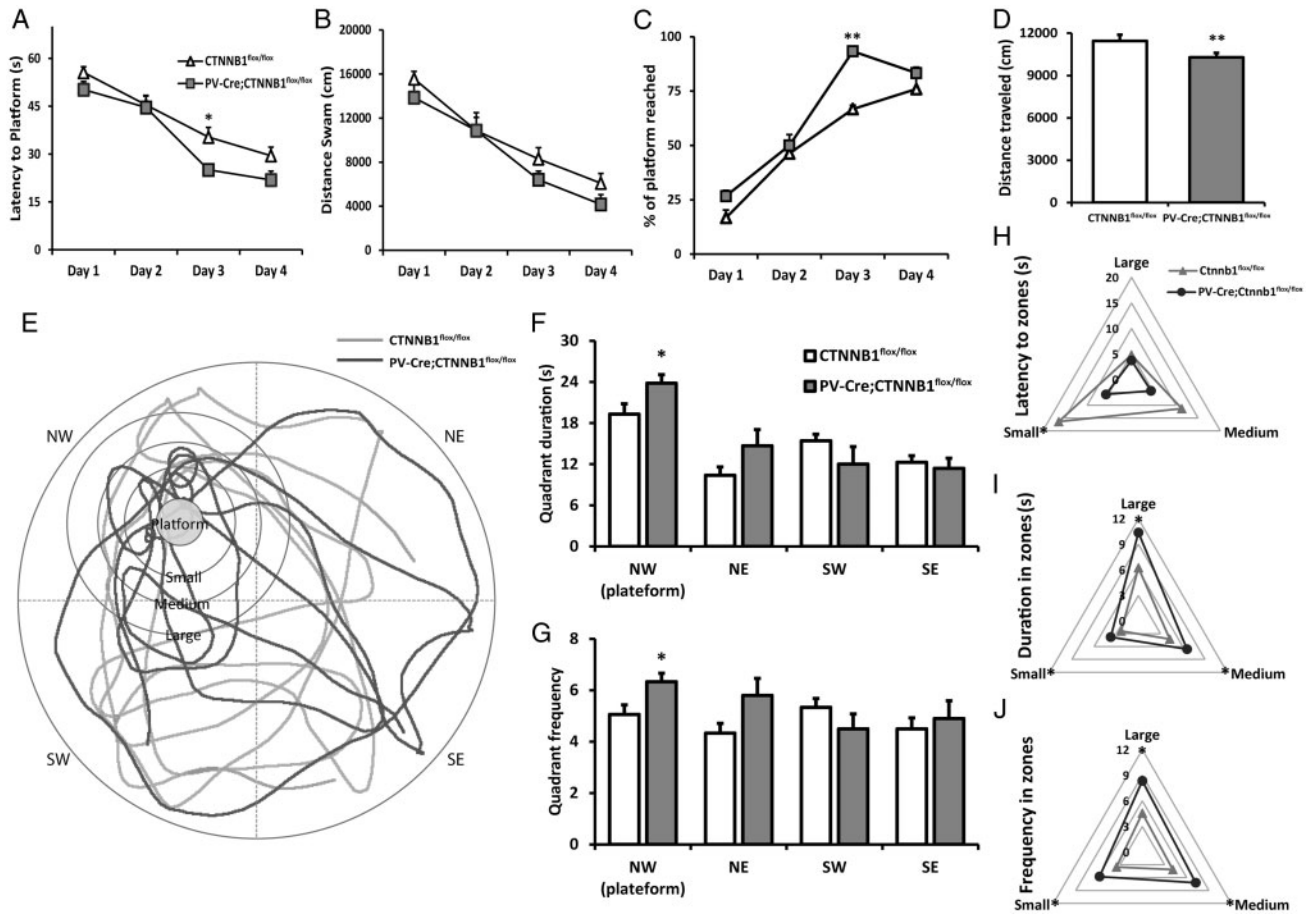 A
Latency to Platform (s)
60
45
30
15
0
CTNNB1flox/flox
PV-Cre;CTNNB1flox/flox
*
Day 1 Day 2 Day 3 Day 4
B
Distance Swam (cm)
20000
16000
12000
8000
4000
0
Day 1 Day 2 Day 3 Day 4
C
% of platform reached
100
75
50
25
0
**
Day 1 Day 2 Day 3 Day 4
D
Distance traveled (cm)
12000
9000
6000
3000
0
**
CTNNB1flox/flox PV-Cre;CTNNB1flox/flox
E
CTNNB1flox/flox
PV-Cre;CTNNB1flox/flox
NW
NE
Platform
Small
Medium
Large
SW
SE
F
Quadrant duration (s)
30
24
18
12
6
0
*
CTNNB1flox/flox
PV-Cre;CTNNB1flox/flox
NW NE SW SE
(plateform)
G
Quadrant frequency
8
6
4
2
0
*
NW NE SW SE
(plateform)
H
Latency to zones (s)
Large
20
15
10
5
0
Ctnnb1flox/flox
PV-Cre;Ctnnb1flox/flox
Small* Medium
I
Duration in zones (s)
Large
12 *
9
6
3
0
Small* *Medium
J
Frequency in zones
Large
12 *
9
6
3
0
Small* *Medium